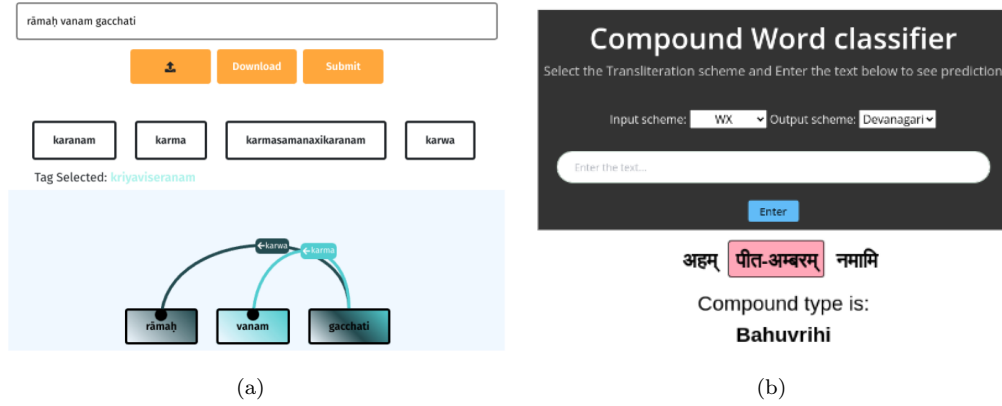 rāmaḥ vanam gacchati
Download Submit
karanam karma karmasamanaxikaranam karwa
Tag Selected: kriyaviseranam
←karwa ←karma
rāmaḥ vanam gacchati
(a)
Compound Word classifier
Select the Transliteration scheme and Enter the text below to see prediction
Input scheme: WX Output scheme: Devanagari
Enter the text...
Enter
अहम् पीत-अम्बरम् नमामि
Compound type is:
Bahuvrihi
(b)